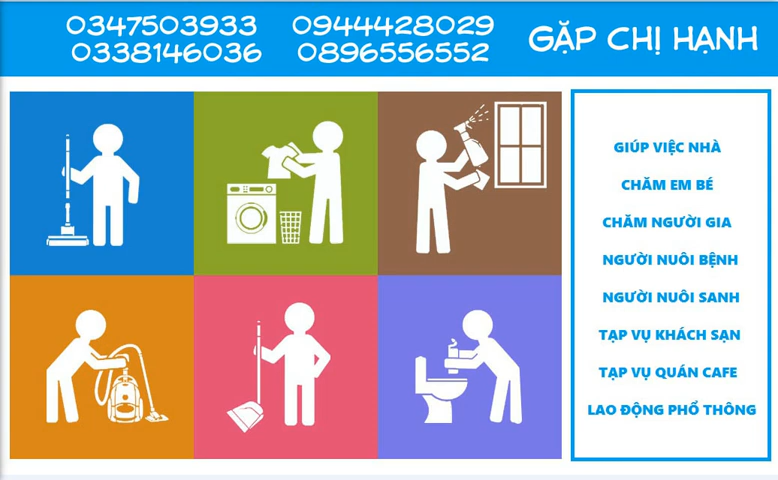 0347503933 0944428029
0338146036 0896556552
GẶP CHỊ HẠNH
GIÚP VIỆC NHÀ
CHĂM EM BÉ
CHĂM NGƯỜI GIA
NGƯỜI NUÔI BỆNH
NGƯỜI NUÔI SANH
TẠP VỤ KHÁCH SẠN
TẠP VỤ QUÁN CAFE
LAO ĐỘNG PHỔ THÔNG